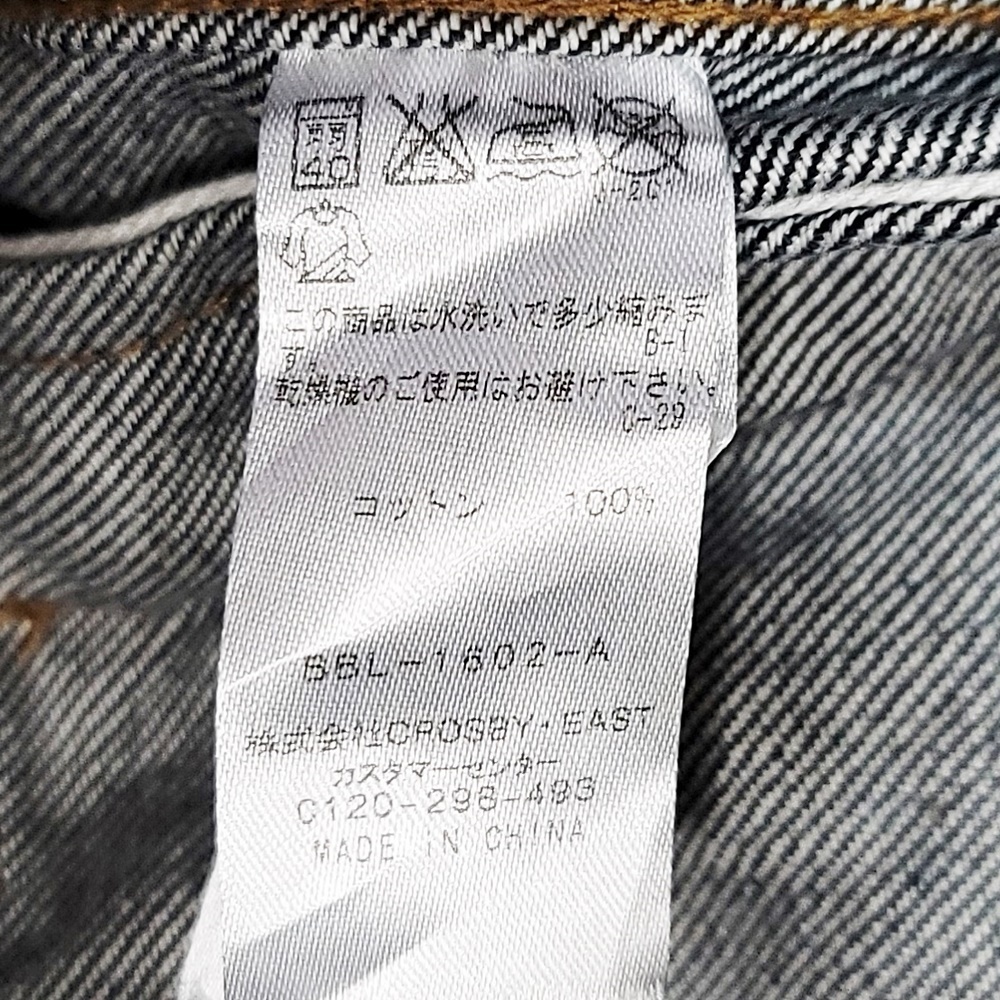 弱
40
この商品は水洗いで多少縮みま
す。 B-1
乾燥機のご使用はお避け下さい。
C-29
コットン 100%
BBL-1602-A
株式会社CROSBY・EAST
カスタマーセンター
0120-298-493
MADE IN CHINA